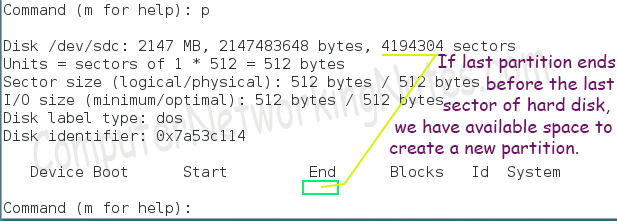 Command (m for help): p
Disk /dev/sdc: 2147 MB, 2147483648 bytes, 4194304 sectors
Units = sectors of 1 * 512 = 512 bytes
Sector size (logical/physical): 512 bytes / 512 bytes
I/O size (minimum/optimal): 512 bytes / 512 bytes
Disk label type: dos
Disk identifier: 0x7a53c114
If last partition ends
before the last
sector of hard disk,
we have available space to
create a new partition.
Device Boot Start End Blocks Id System
Command (m for help):
ComputerNetworkingNotes.com